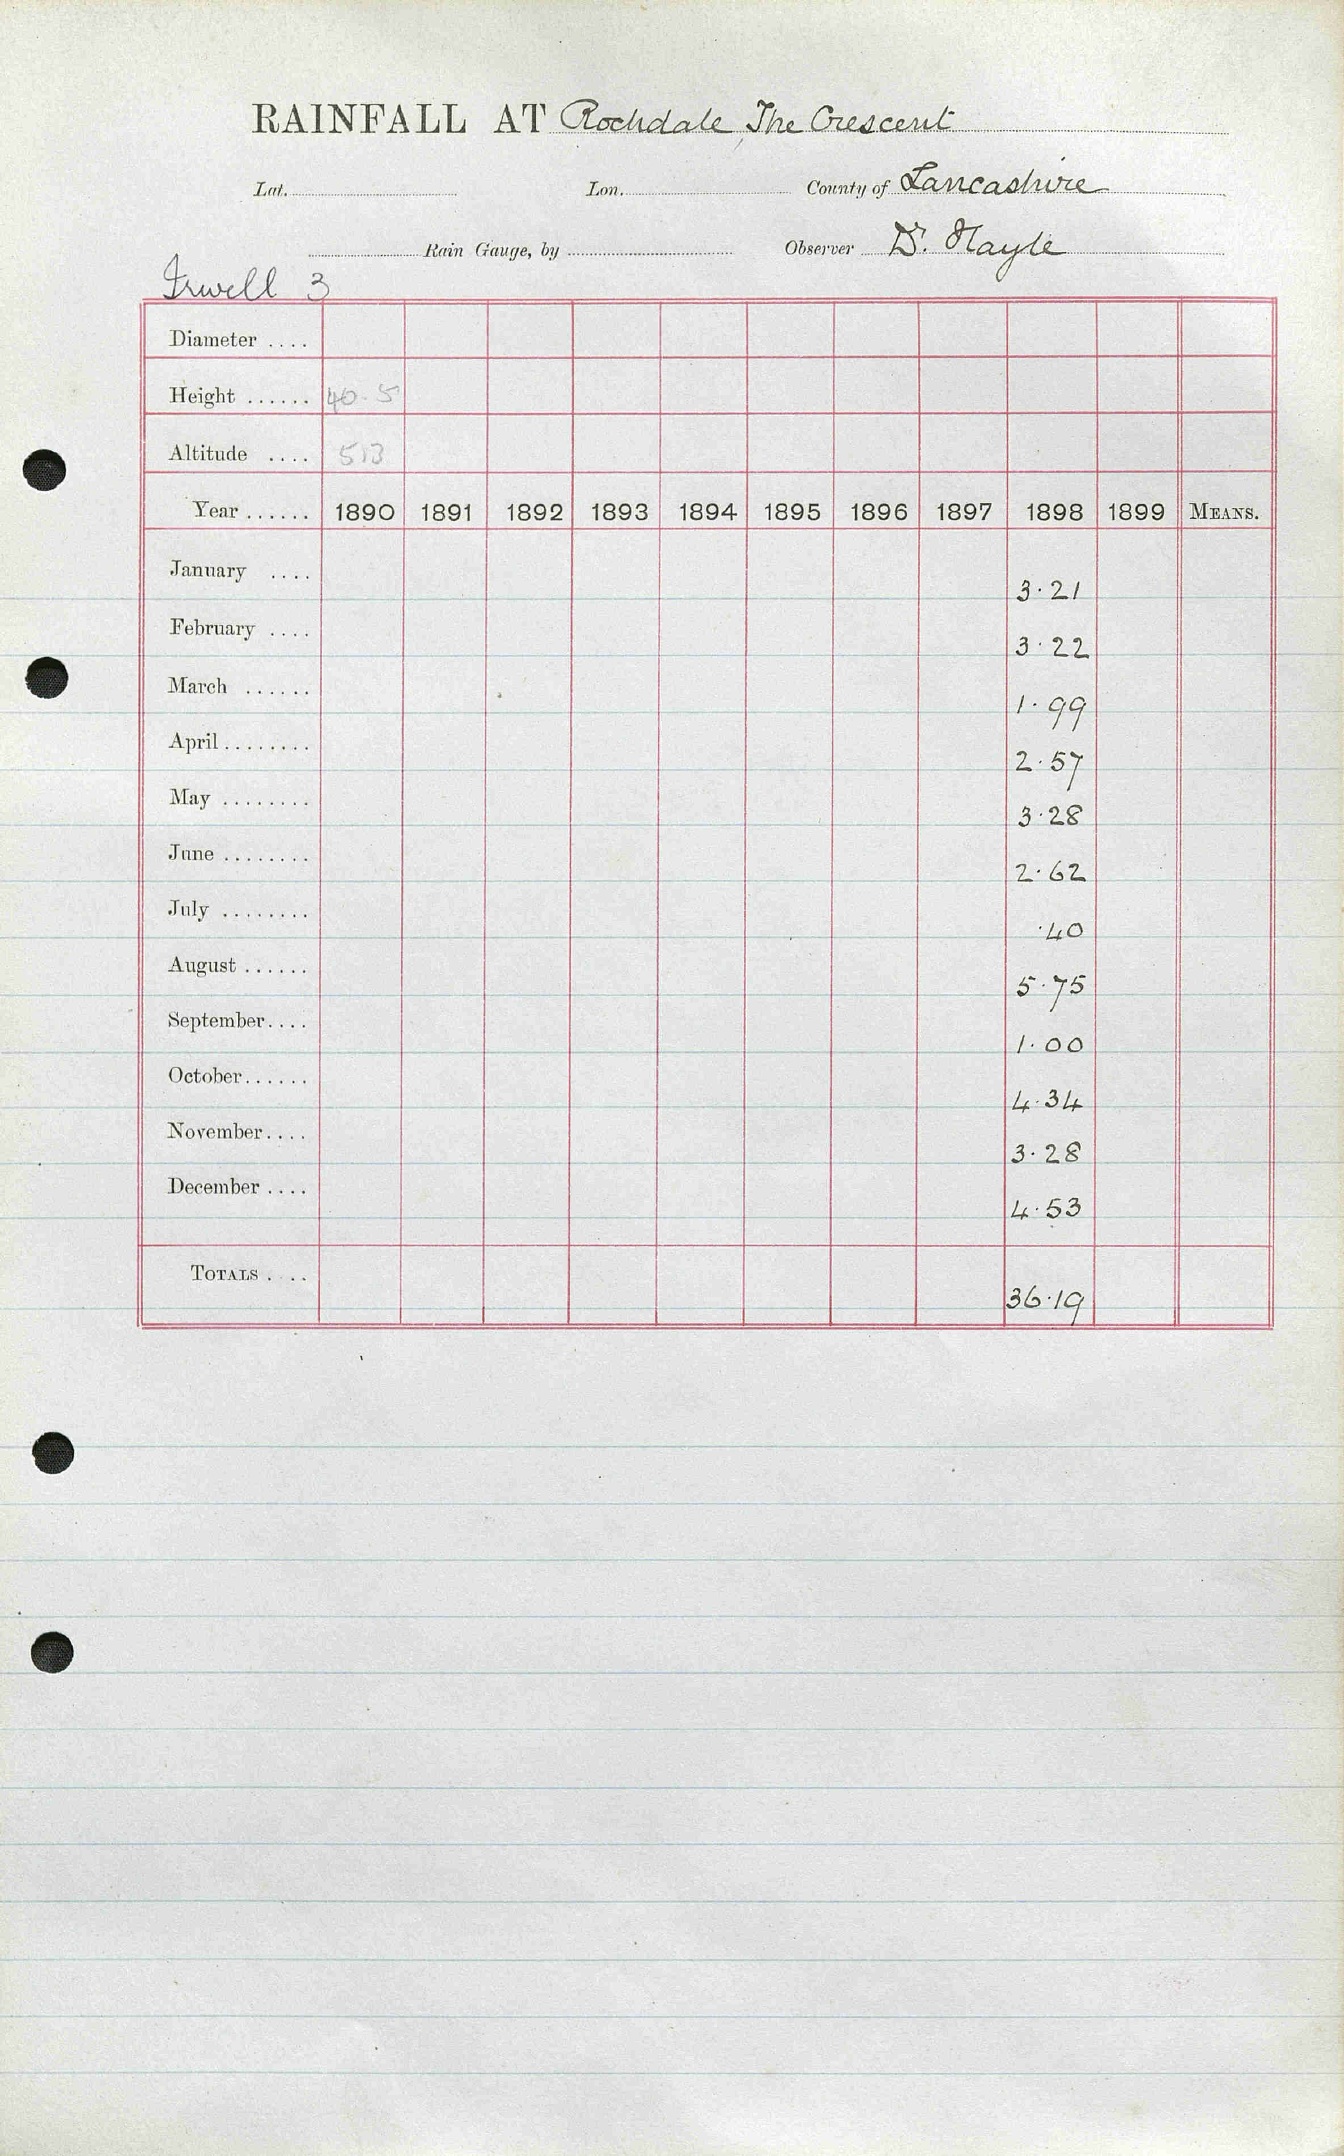 RAINFALL AT Rochdale, The Crescent
Lat. Lon. County of Lancashire
Rain Gauge, by Observer Dr. Hayle
Irwell 3
Diameter ....
Height ...... 40.5
Altitude .... 513
Year ...... 1890 1891 1892 1893 1894 1895 1896 1897 1898 1899 MEANS.
January .... 3.21
February .... 3.22
March ...... 1.99
April ........ 2.57
May ........ 3.28
June ........ 2.62
July ........ .40
August ...... 5.75
September .... 1.00
October ...... 4.34
November .... 3.28
December .... 4.53
TOTALS .... 36.19